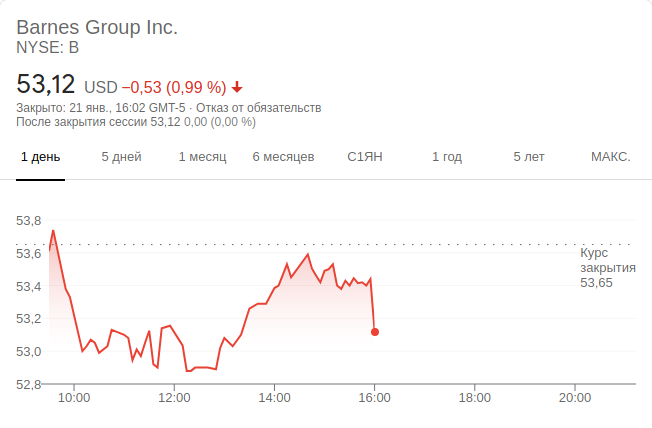 Barnes Group Inc.
NYSE: B
53,12 USD −0,53 (0,99 %)
Закрыто: 21 янв., 16:02 GMT-5 · Отказ от обязательств
После закрытия сессии 53,12 0,00 (0,00 %)
1 день 5 дней 1 месяц 6 месяцев С1ЯН 1 год 5 лет МАКС.
53,8
53,6
53,4
53,2
53,0
52,8
Курс
закрытия
53,65
10:00 12:00 14:00 16:00 18:00 20:00